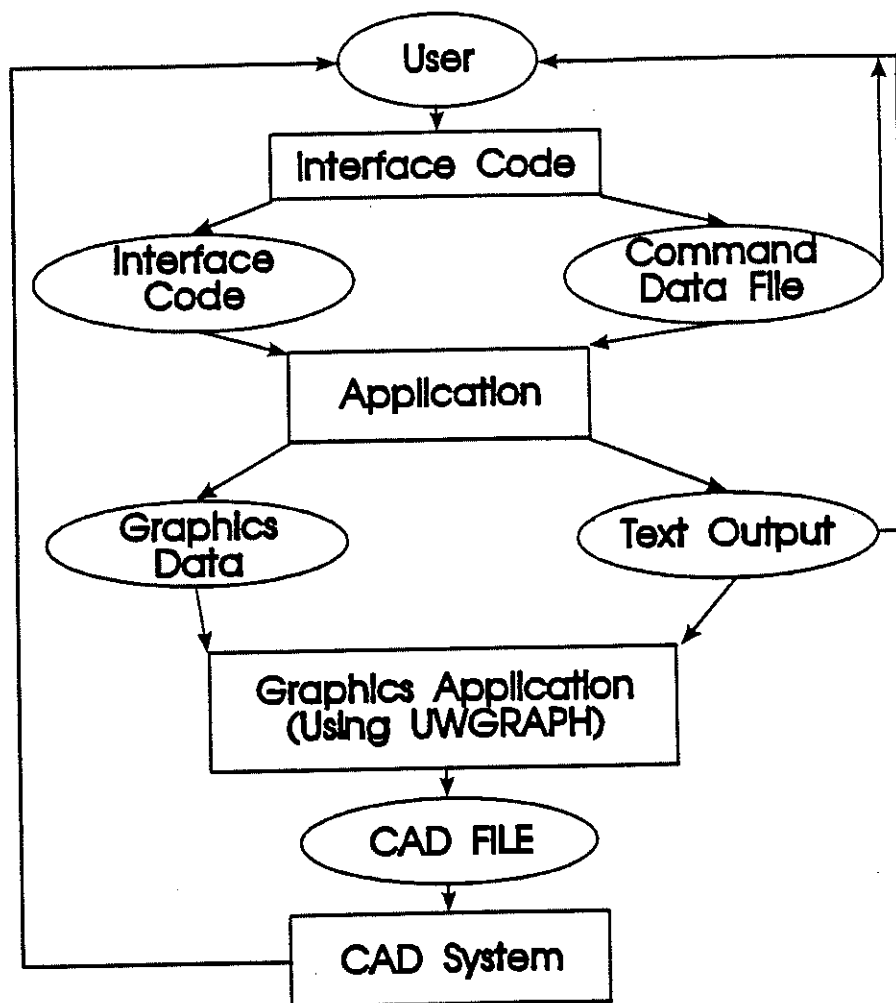 User
Interface Code
Interface
Code
Command
Data File
Application
Graphics
Data
Text Output
Graphics Application
(Using UWGRAPH)
CAD FILE
CAD System